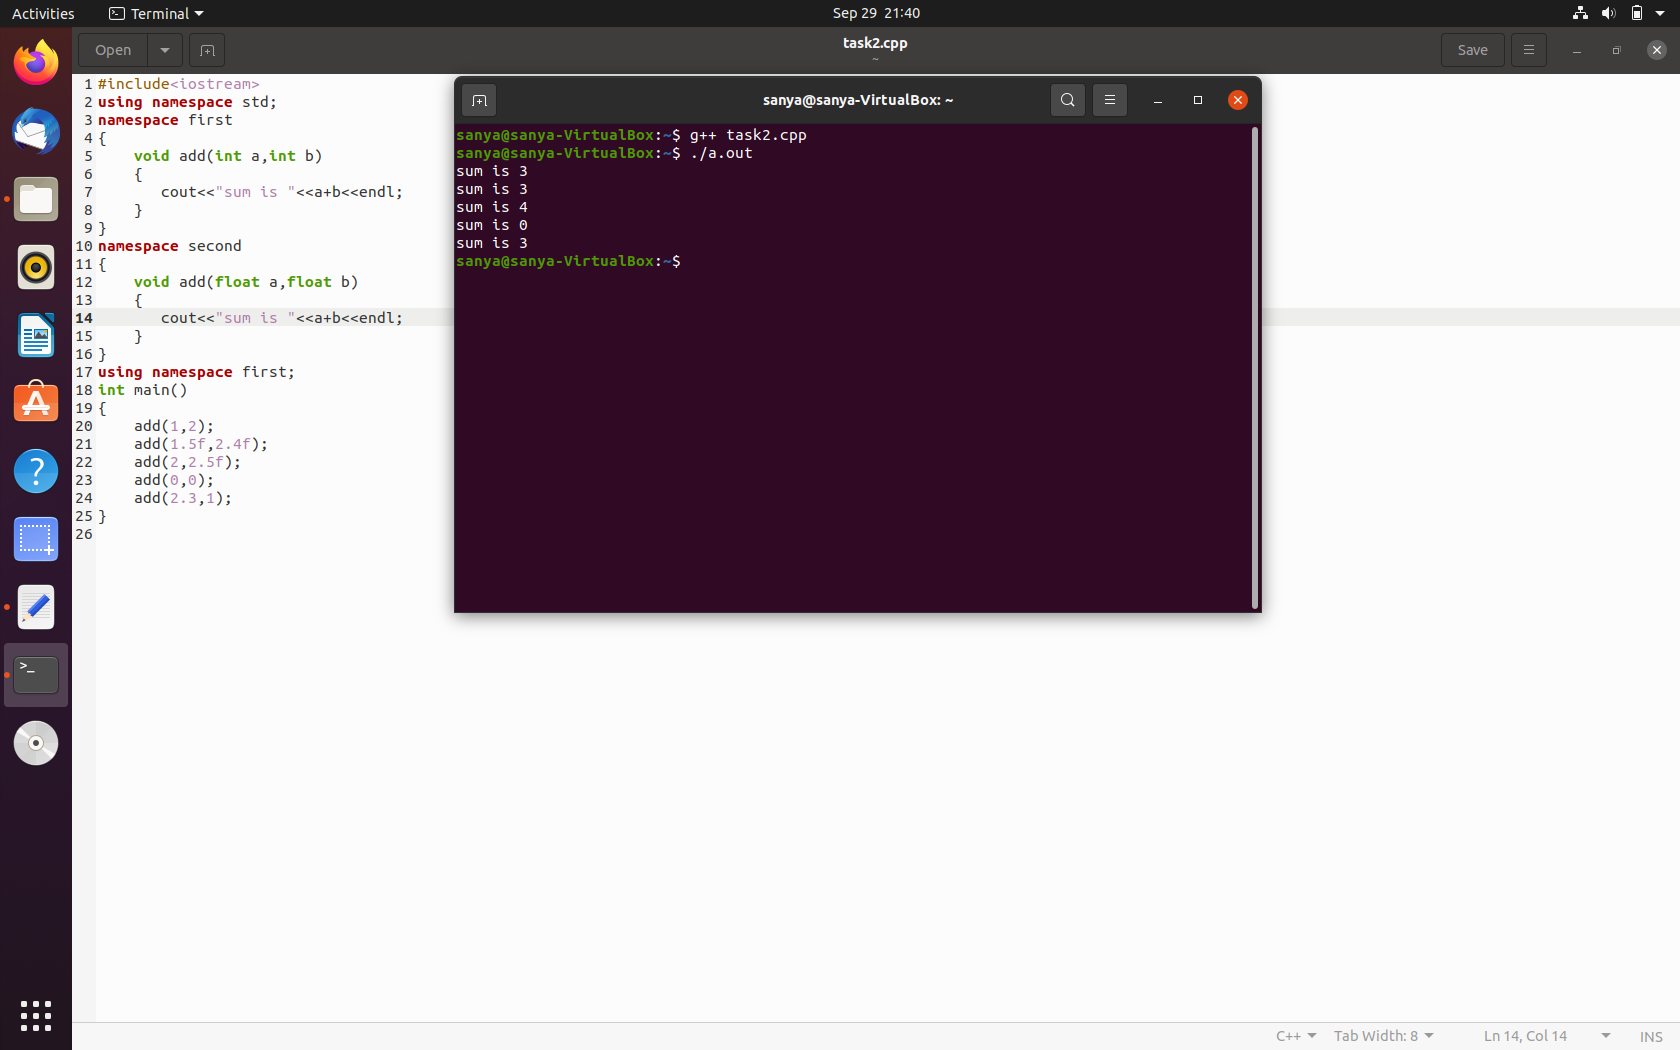 Activities
Terminal
Sep 29 21:40
Open
task2.cpp
~
Save
1 #include<iostream>
2 using namespace std;
3 namespace first
4 {
5     void add(int a,int b)
6     {
7        cout<<"sum is "<<a+b<<endl;
8     }
9 }
10 namespace second
11 {
12     void add(float a,float b)
13     {
14        cout<<"sum is "<<a+b<<endl;
15     }
16 }
17 using namespace first;
18 int main()
19 {
20     add(1,2);
21     add(1.5f,2.4f);
22     add(2,2.5f);
23     add(0,0);
24     add(2.3,1);
25 }
26
sanya@sanya-VirtualBox: ~
sanya@sanya-VirtualBox:~$ g++ task2.cpp
sanya@sanya-VirtualBox:~$ ./a.out
sum is 3
sum is 3
sum is 4
sum is 0
sum is 3
sanya@sanya-VirtualBox:~$
C++
Tab Width: 8
Ln 14, Col 14
INS